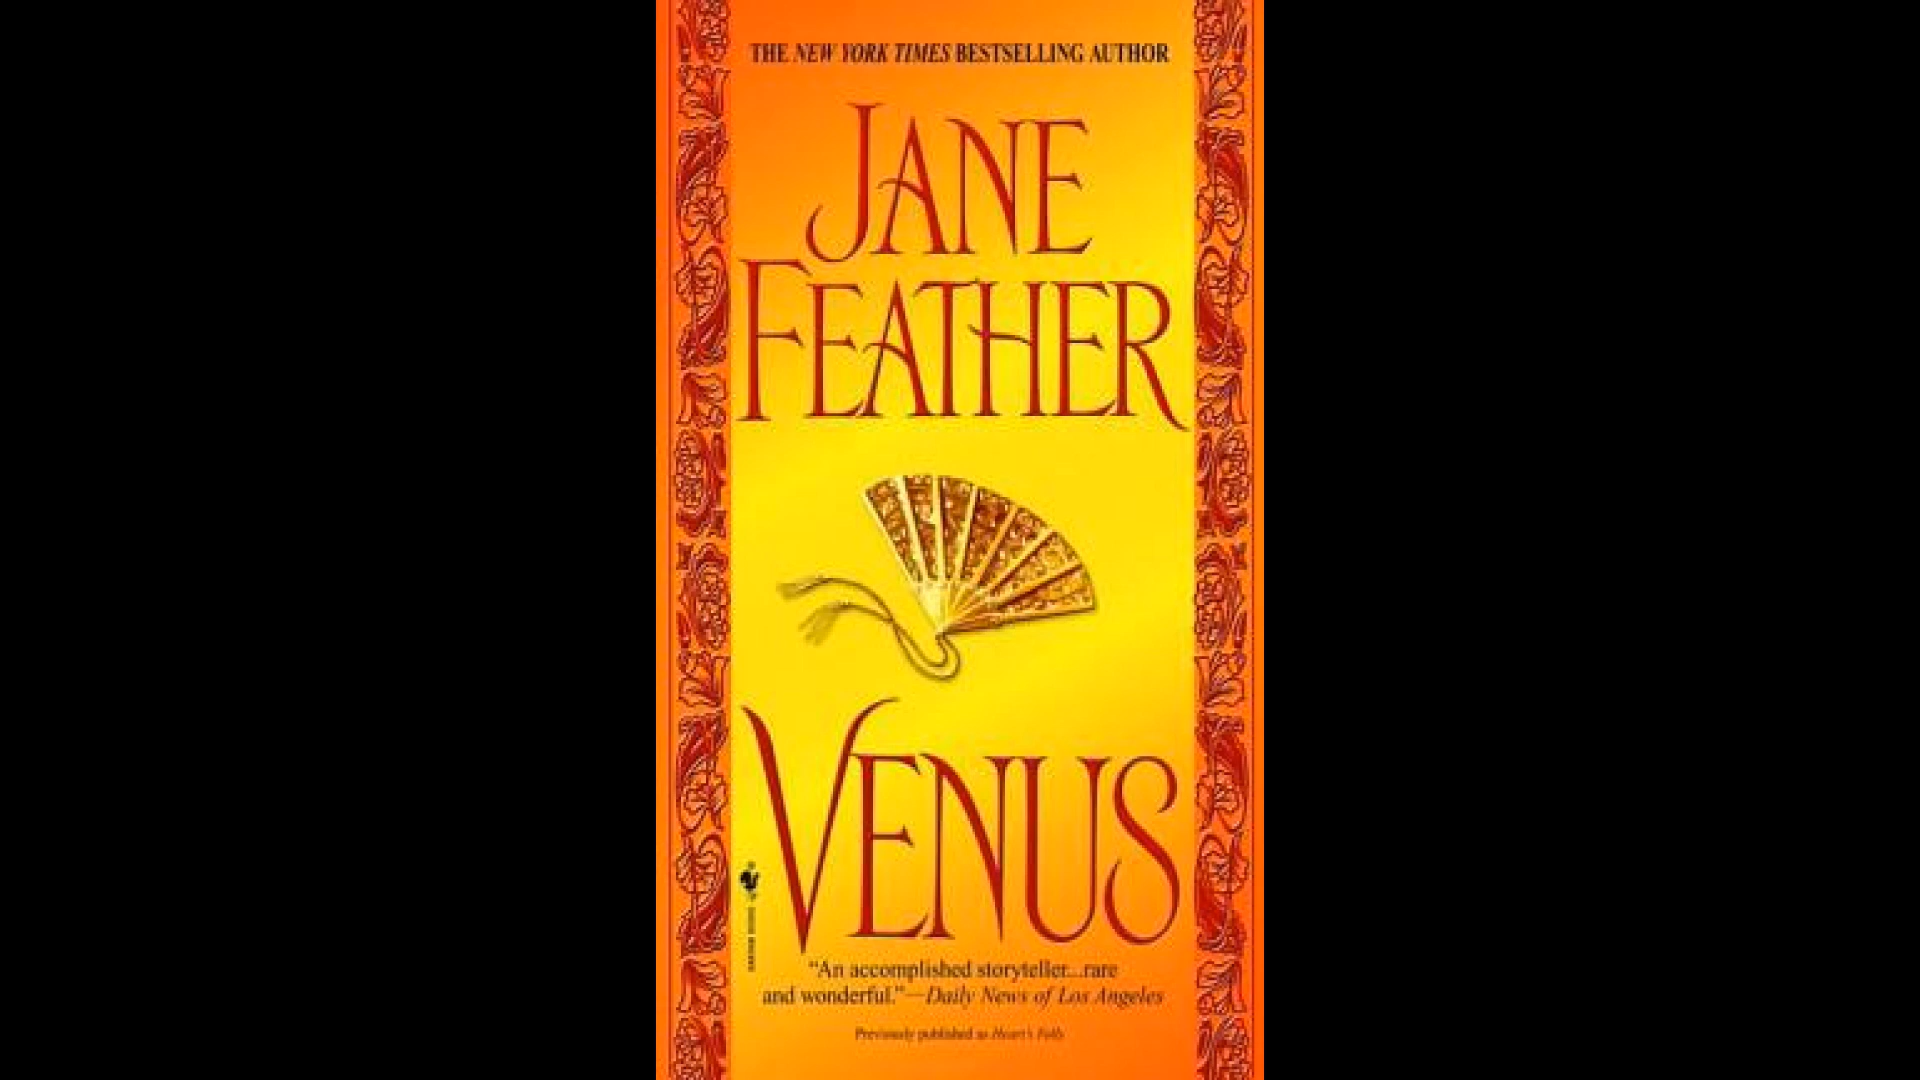 THE NEW YORK TIMES BESTSELLING AUTHOR
JANE
FEATHER
VENUS
“An accomplished storyteller...rare
and wonderful.”—Daily News of Los Angeles
Previously published as Heart's Folly